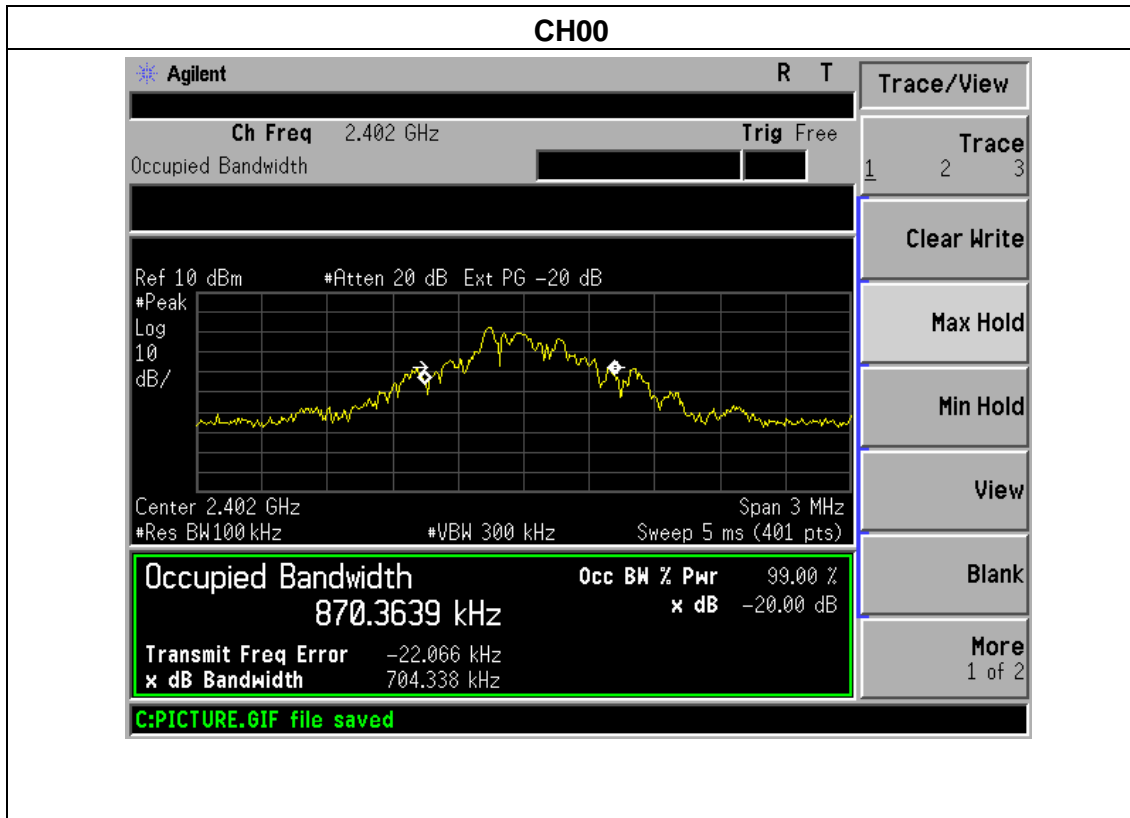 CH00
Agilent R T
Ch Freq 2.402 GHz Trig Free
Occupied Bandwidth
Ref 10 dBm #Atten 20 dB Ext PG -20 dB
#Peak
Log
10
dB/
Center 2.402 GHz Span 3 MHz
#Res BW100 kHz #VBW 300 kHz Sweep 5 ms (401 pts)
Occupied Bandwidth Occ BW % Pwr 99.00 %
870.3639 kHz x dB -20.00 dB
Transmit Freq Error -22.066 kHz
x dB Bandwidth 704.338 kHz
C:PICTURE.GIF file saved
Trace/View
Trace
1 2 3
Clear Write
Max Hold
Min Hold
View
Blank
More
1 of 2